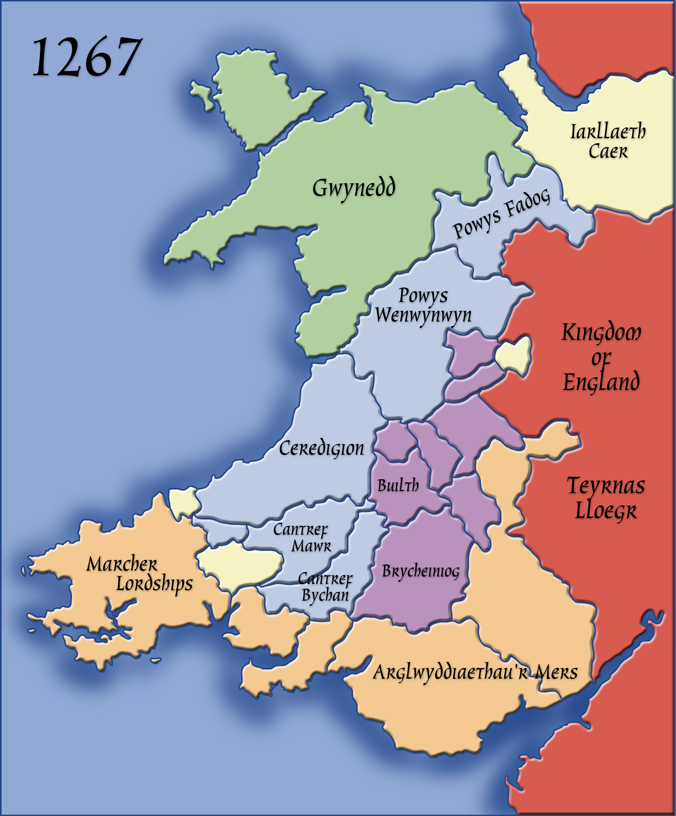 1267
Iarllaeth
Caer
Gwynedd
Powys Fadog
Powys
Wenwynwyn
Kingdom
of
England
Ceredigion
Builth
Teyrnas
Lloegr
Cantref
Mawr
Marcher
Lordships
Cantref
Bychan
Brycheiniog
Arglwyddiaethau'r Mers